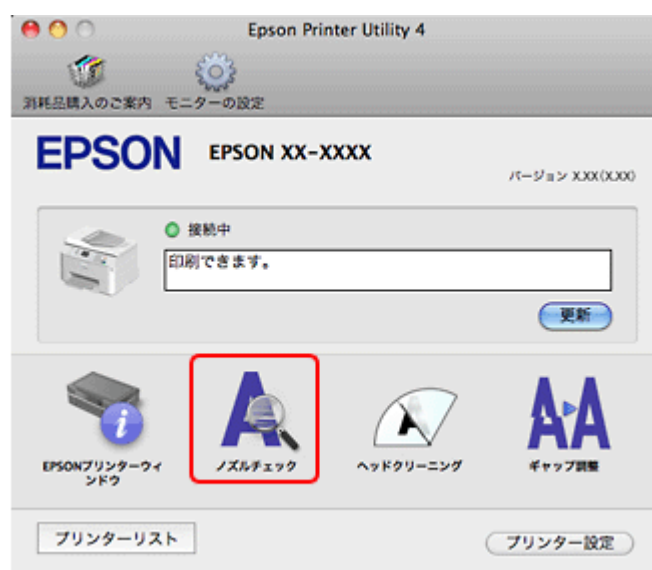 Epson Printer Utility 4
消耗品購入のご案内 モニターの設定
EPSON EPSON XX-XXXX
バージョン X.XX(X.XX)
接続中
印刷できます。
更新
EPSONプリンターウィ
ンドウ
ノズルチェック
ヘッドクリーニング
ギャップ調整
プリンターリスト
プリンター設定